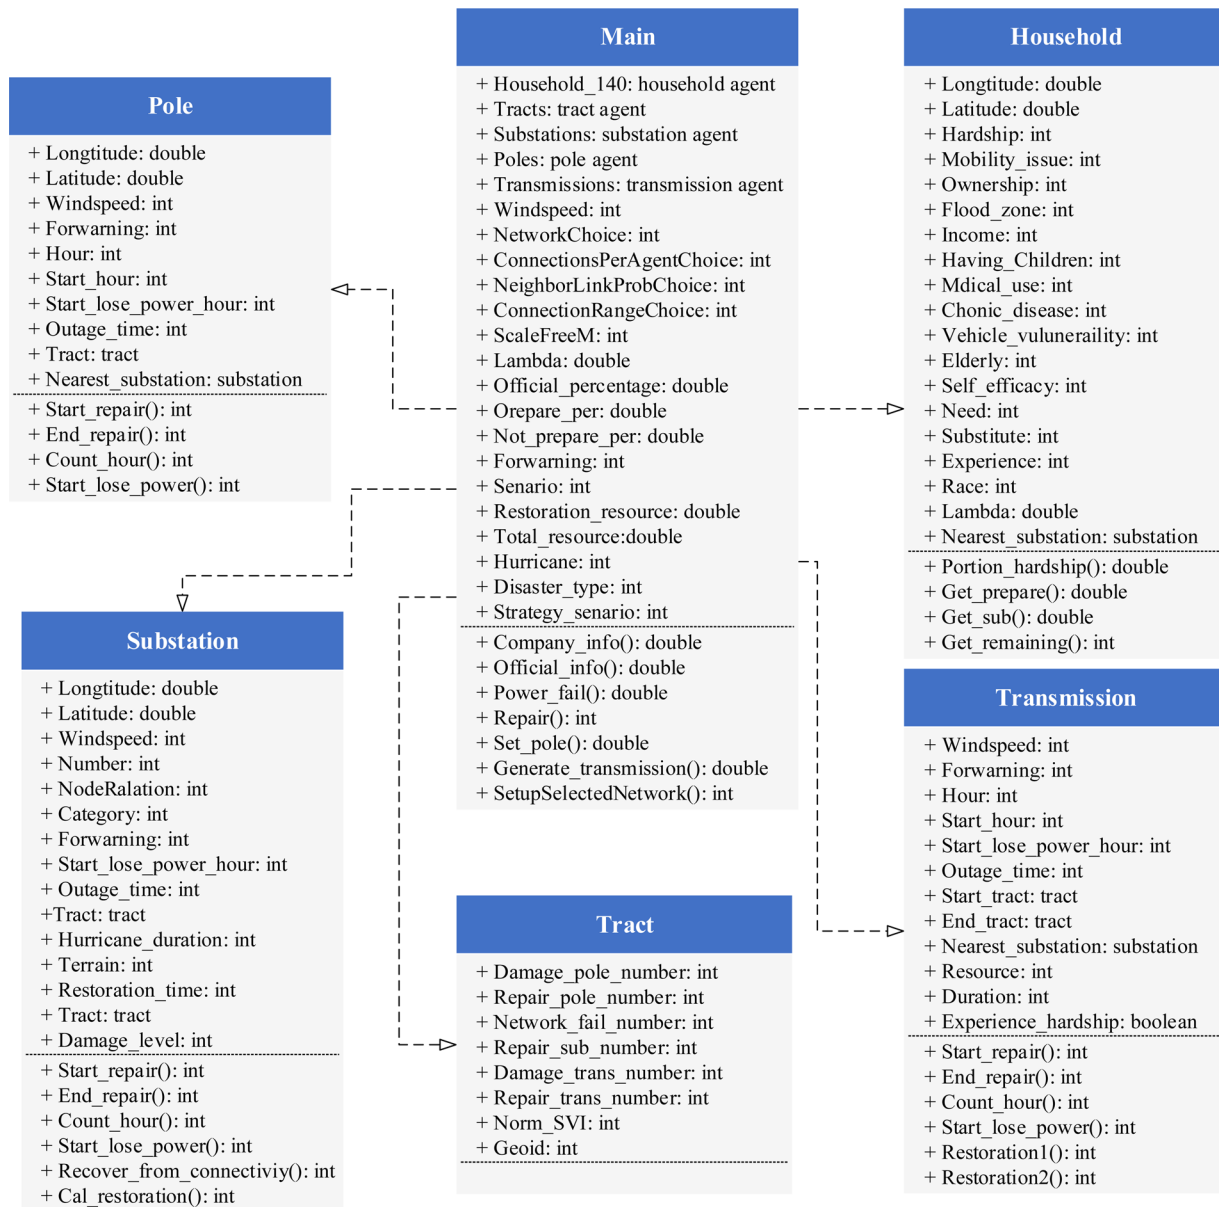 Pole
+ Longtitude: double
+ Latitude: double
+ Windspeed: int
+ Forwarning: int
+ Hour: int
+ Start_hour: int
+ Start_lose_power_hour: int
+ Outage_time: int
+ Tract: tract
+ Nearest_substation: substation
+ Start_repair(): int
+ End_repair(): int
+ Count_hour(): int
+ Start_lose_power(): int
Main
+ Household_140: household agent
+ Tracts: tract agent
+ Substations: substation agent
+ Poles: pole agent
+ Transmissions: transmission agent
+ Windspeed: int
+ NetworkChoice: int
+ ConnectionsPerAgentChoice: int
+ NeighborLinkProbChoice: int
+ ConnectionRangeChoice: int
+ ScaleFreeM: int
+ Lambda: double
+ Official_percentage: double
+ Orepare_per: double
+ Not_prepare_per: double
+ Forwarning: int
+ Senario: int
+ Restoration_resource: double
+ Total_resource:double
+ Hurricane: int
+ Disaster_type: int
+ Strategy_senario: int
+ Company_info(): double
+ Official_info(): double
+ Power_fail(): double
+ Repair(): int
+ Set_pole(): double
+ Generate_transmission(): double
+ SetupSelectedNetwork(): int
Household
+ Longtitude: double
+ Latitude: double
+ Hardship: int
+ Mobility_issue: int
+ Ownership: int
+ Flood_zone: int
+ Income: int
+ Having_Children: int
+ Mdical_use: int
+ Chonic_disease: int
+ Vehicle_vuluneraility: int
+ Elderly: int
+ Self_efficacy: int
+ Need: int
+ Substitute: int
+ Experience: int
+ Race: int
+ Lambda: double
+ Nearest_substation: substation
+ Portion_hardship(): double
+ Get_prepare(): double
+ Get_sub(): double
+ Get_remaining(): int
Substation
+ Longtitude: double
+ Latitude: double
+ Windspeed: int
+ Number: int
+ NodeRalation: int
+ Category: int
+ Forwarning: int
+ Start_lose_power_hour: int
+ Outage_time: int
+Tract: tract
+ Hurricane_duration: int
+ Terrain: int
+ Restoration_time: int
+ Tract: tract
+ Damage_level: int
+ Start_repair(): int
+ End_repair(): int
+ Count_hour(): int
+ Start_lose_power(): int
+ Recover_from_connectiviy(): int
+ Cal_restoration(): int
Tract
+ Damage_pole_number: int
+ Repair_pole_number: int
+ Network_fail_number: int
+ Repair_sub_number: int
+ Damage_trans_number: int
+ Repair_trans_number: int
+ Norm_SVI: int
+ Geoid: int
Transmission
+ Windspeed: int
+ Forwarning: int
+ Hour: int
+ Start_hour: int
+ Start_lose_power_hour: int
+ Outage_time: int
+ Start_tract: tract
+ End_tract: tract
+ Nearest_substation: substation
+ Resource: int
+ Duration: int
+ Experience_hardship: boolean
+ Start_repair(): int
+ End_repair(): int
+ Count_hour(): int
+ Start_lose_power(): int
+ Restoration1(): int
+ Restoration2(): int